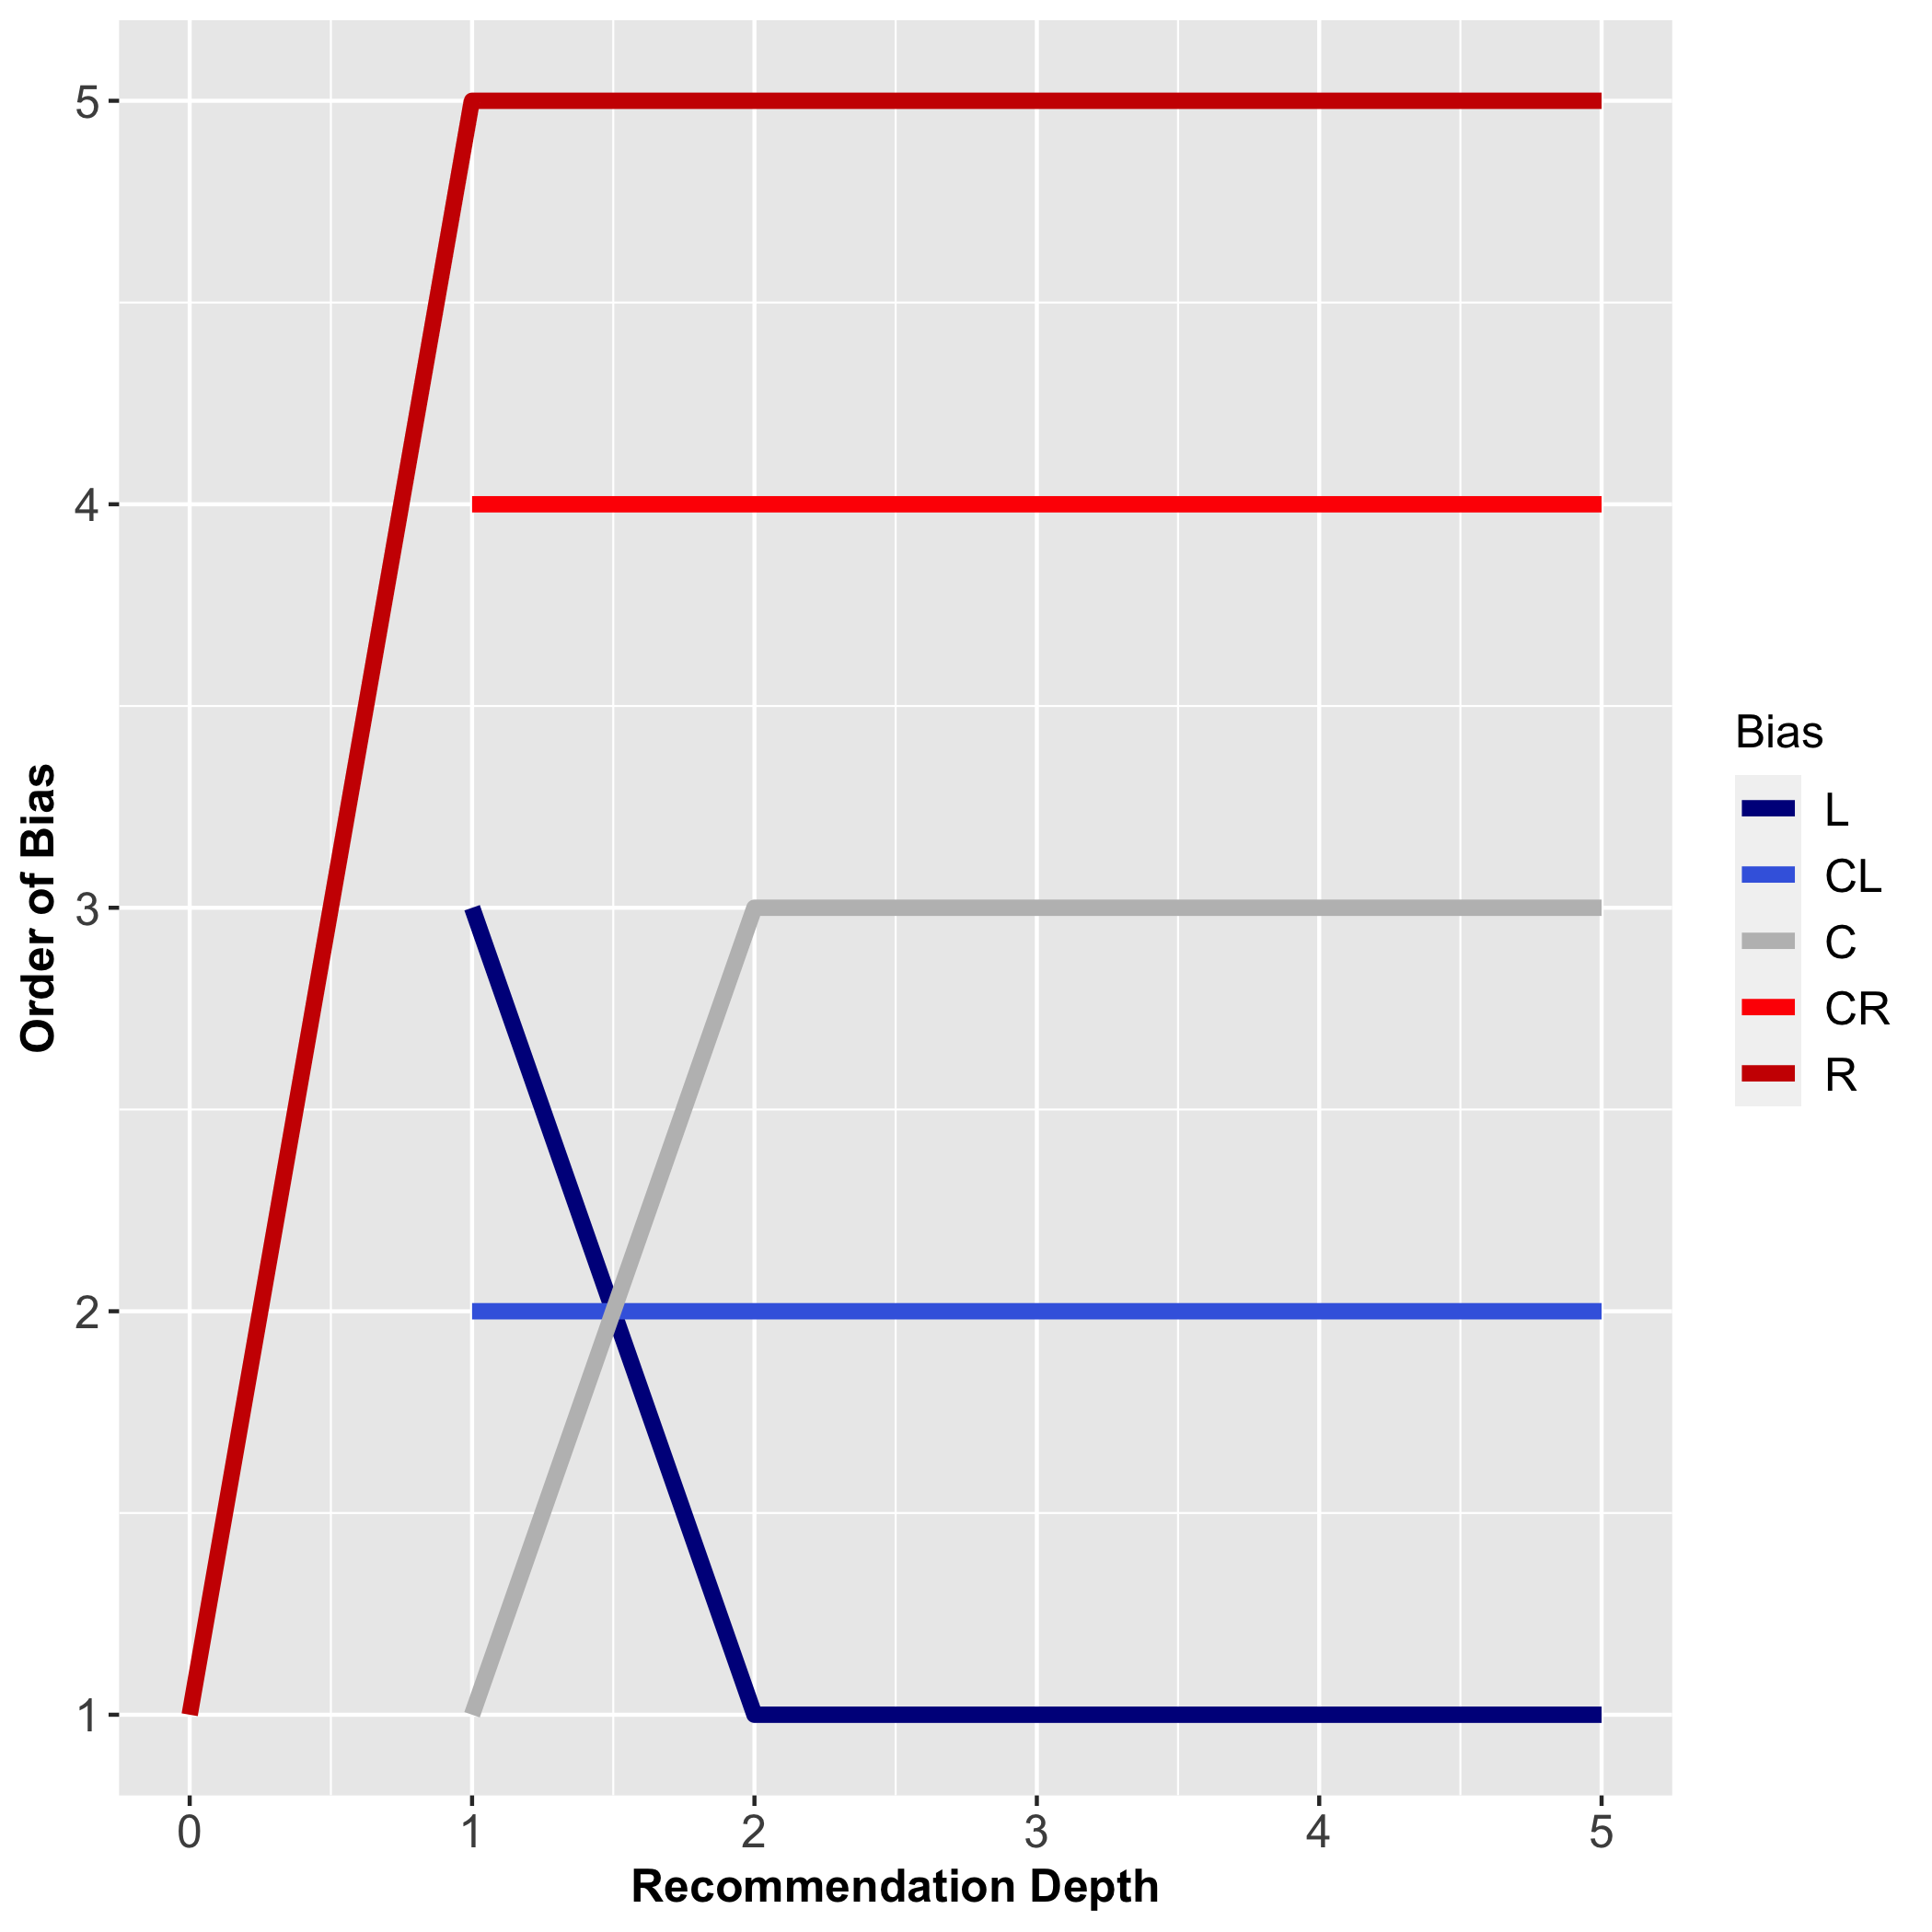 5
4
3
2
1
Order of Bias
0 1 2 3 4 5
Recommendation Depth
Bias
L
CL
C
CR
R